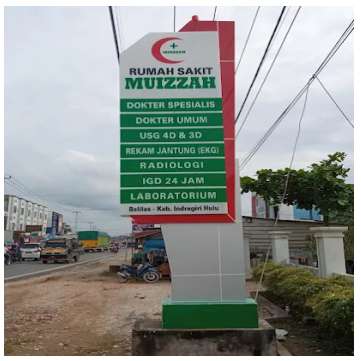 MUIZZAH
RUMAH SAKIT
MUIZZAH
DOKTER SPESIALIS
DOKTER UMUM
USG 4D & 3D
REKAM JANTUNG (EKG)
RADIOLOGI
IGD 24 JAM
LABORATORIUM
Belilas - Kab. Indragiri Hulu